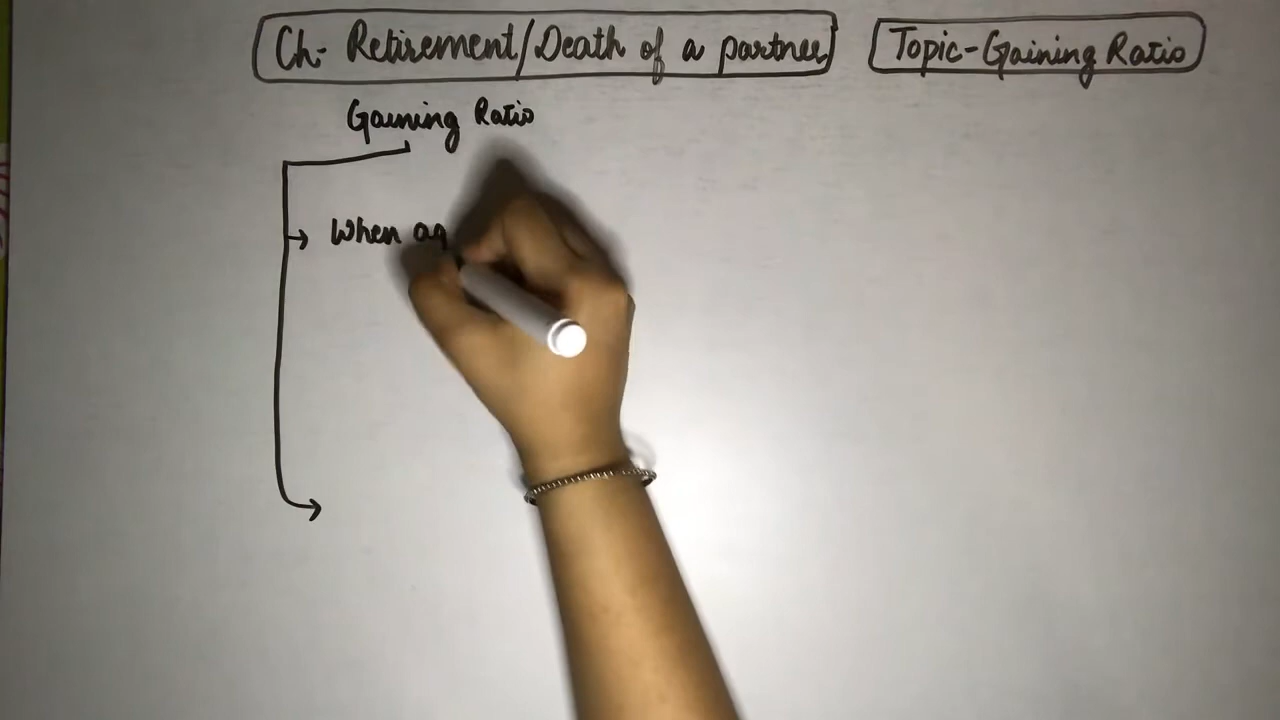 Ch- Retirement/Death of a partner
Topic-Gaining Ratio
Gaining Ratio
When